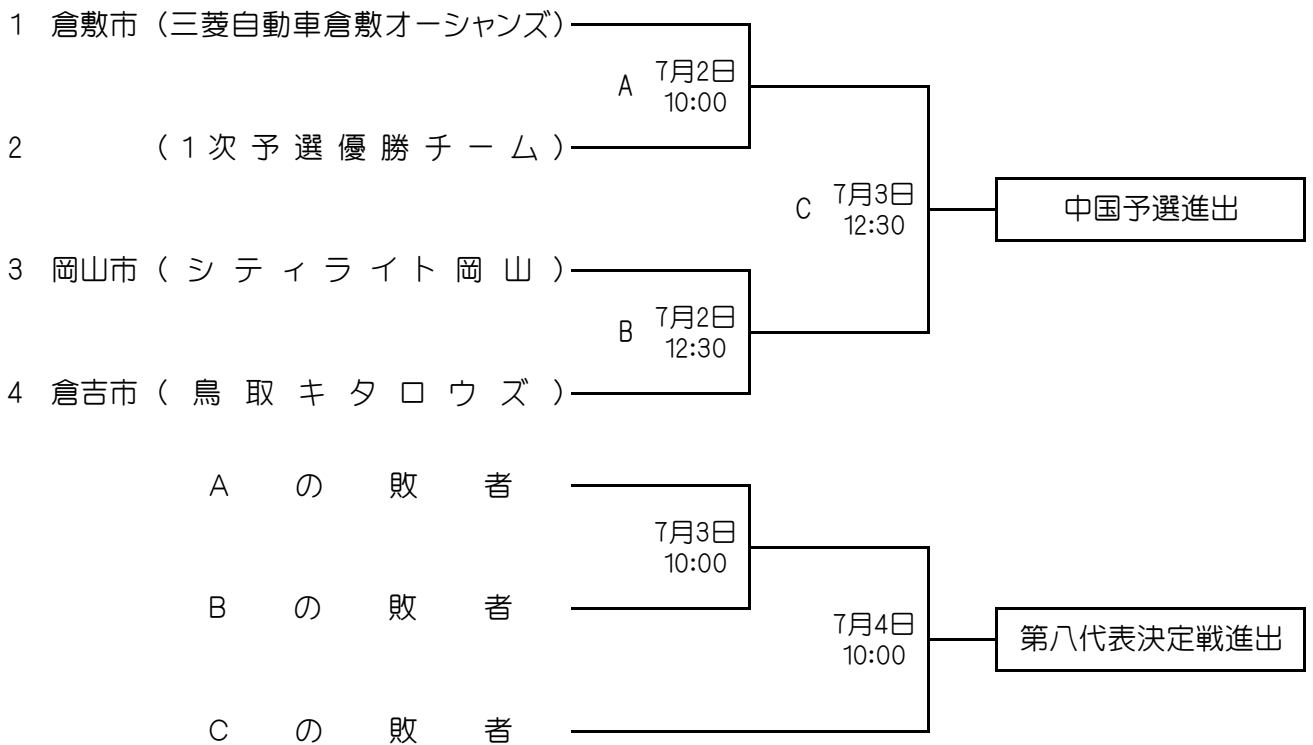 1 倉敷市（三菱自動車倉敷オーシャンズ）
A 7月2日
10:00
2 （1次予選優勝チーム）
C 7月3日
12:30
中国予選進出
3 岡山市（シティライト岡山）
B 7月2日
12:30
4 倉吉市（鳥取キタロウズ）
Aの敗者
7月3日
10:00
Bの敗者
7月4日
10:00
第八代表決定戦進出
Cの敗者